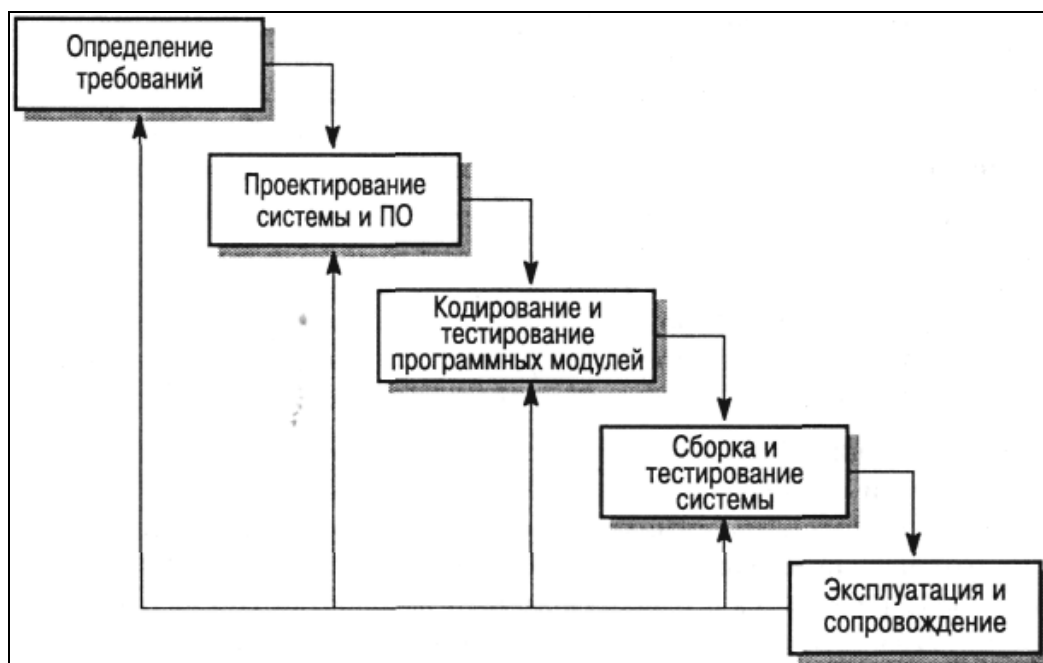 Определение
требований
Проектирование
системы и ПО
Кодирование и
тестирование
программных модулей
Сборка и
тестирование
системы
Эксплуатация и
сопровождение